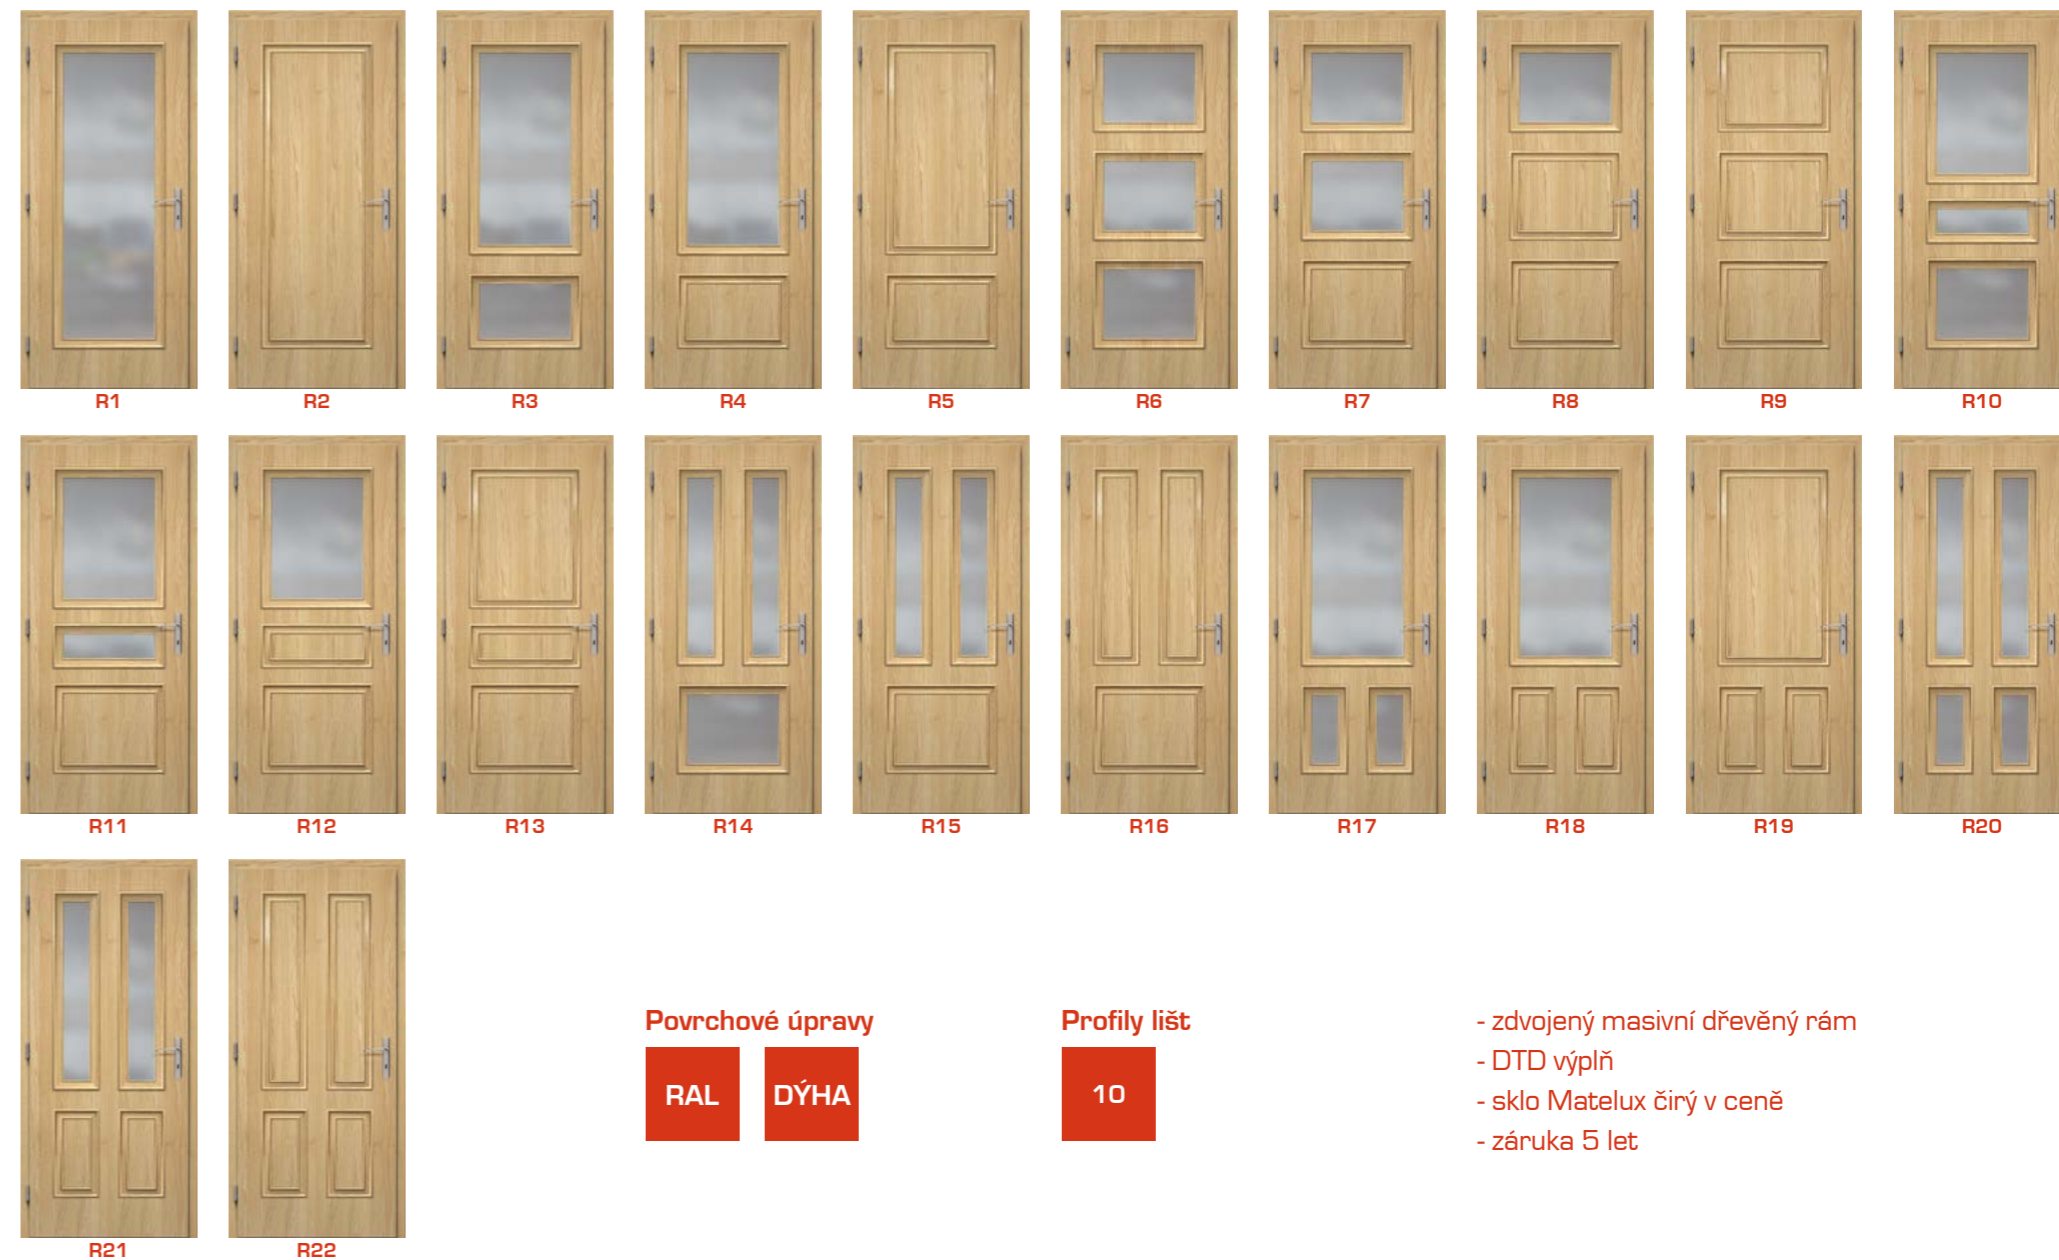 R1 R2 R3 R4 R5 R6 R7 R8 R9 R10
R11 R12 R13 R14 R15 R16 R17 R18 R19 R20
R21 R22
Povrchové úpravy
RAL DÝHA
Profily lišt
10
- zdvojený masivní dřevěný rám
- DTD výplň
- sklo Matelux čirý v ceně
- záruka 5 let